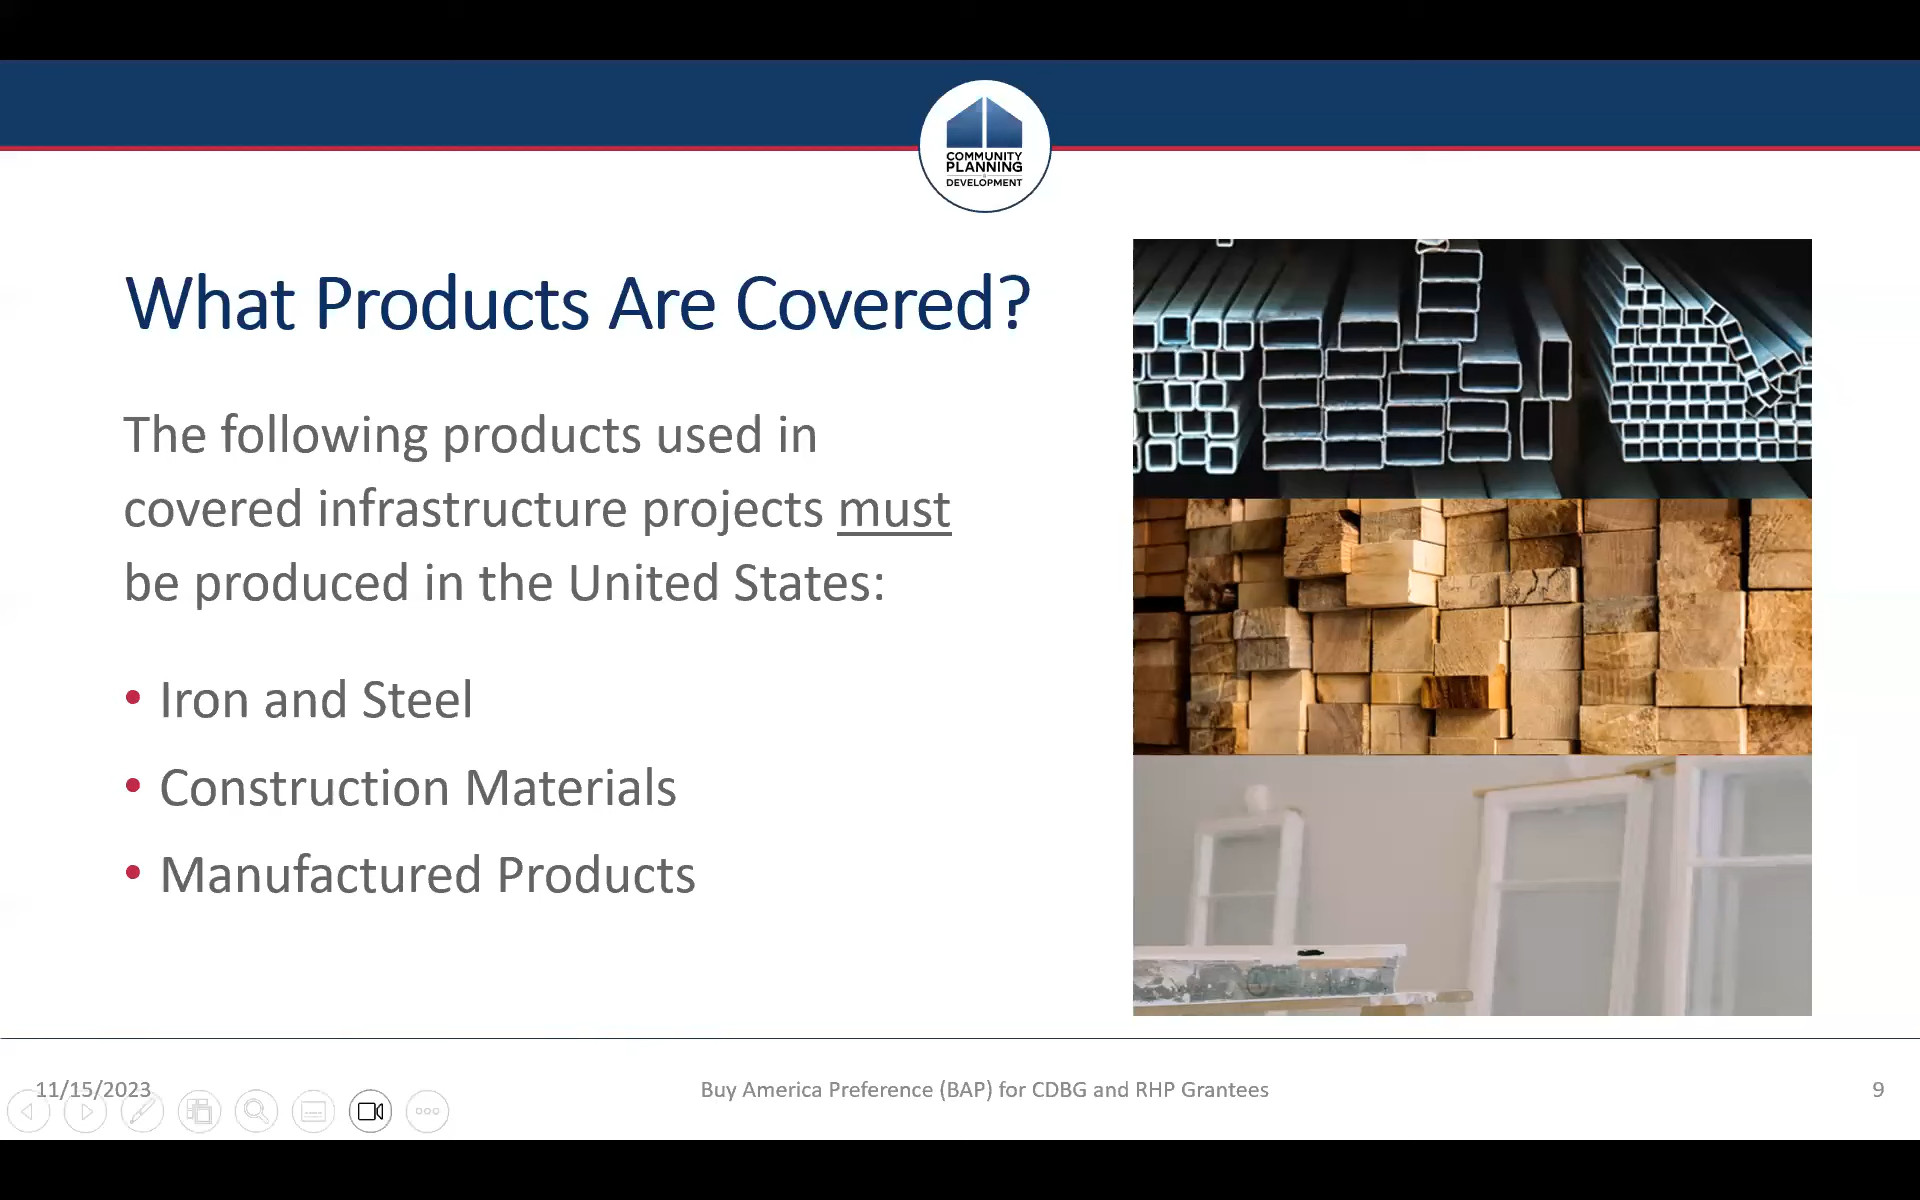 COMMUNITY
PLANNING
DEVELOPMENT
What Products Are Covered?
The following products used in
covered infrastructure projects must
be produced in the United States:
• Iron and Steel
• Construction Materials
• Manufactured Products
11/15/2023
Buy America Preference (BAP) for CDBG and RHP Grantees
9